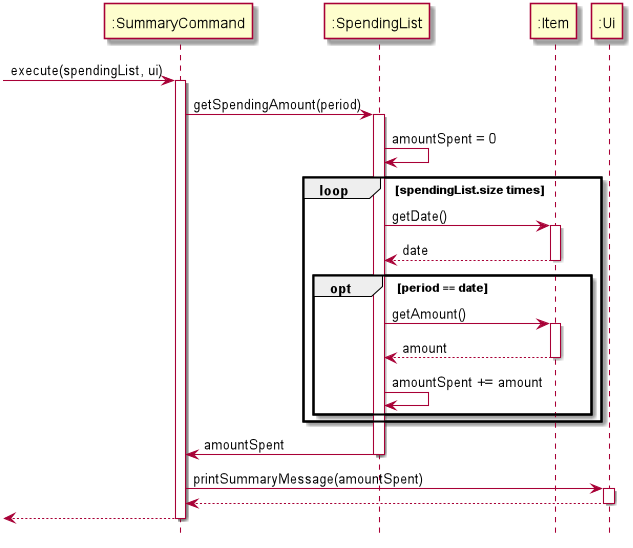 :SummaryCommand
:SpendingList
:Item
:Ui
execute(spendingList, ui)
getSpendingAmount(period)
amountSpent = 0
loop
[spendingList.size times]
getDate()
date
opt
[period == date]
getAmount()
amount
amountSpent += amount
amountSpent
printSummaryMessage(amountSpent)